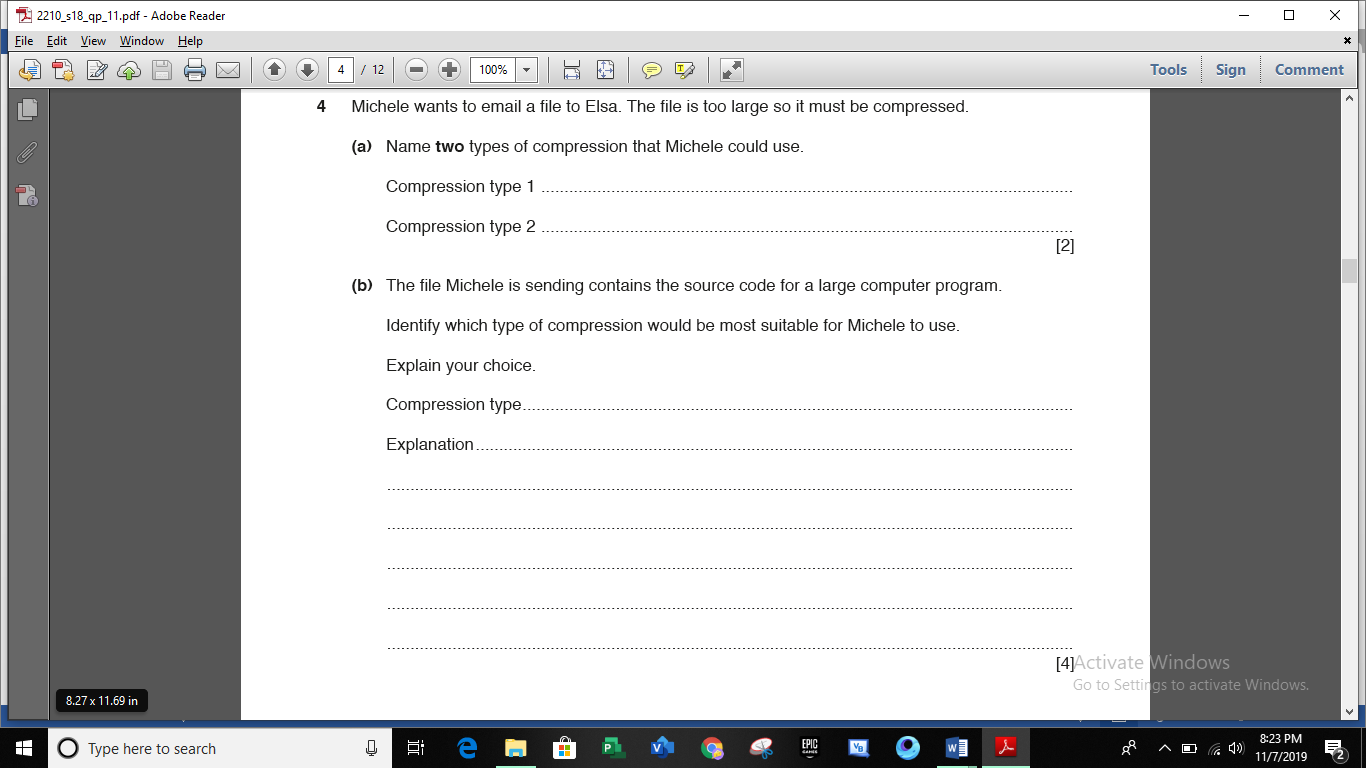 2210_s18_qp_11.pdf - Adobe Reader
File Edit View Window Help
4 / 12 100% Tools Sign Comment
4 Michele wants to email a file to Elsa. The file is too large so it must be compressed.
(a) Name two types of compression that Michele could use.
Compression type 1 ....................................................................................................................
Compression type 2 ....................................................................................................................
[2]
(b) The file Michele is sending contains the source code for a large computer program.
Identify which type of compression would be most suitable for Michele to use.
Explain your choice.
Compression type.......................................................................................................................
Explanation.................................................................................................................................
[4]
Activate Windows
Go to Settings to activate Windows.
8.27 x 11.69 in
Type here to search
8:23 PM
11/7/2019
2